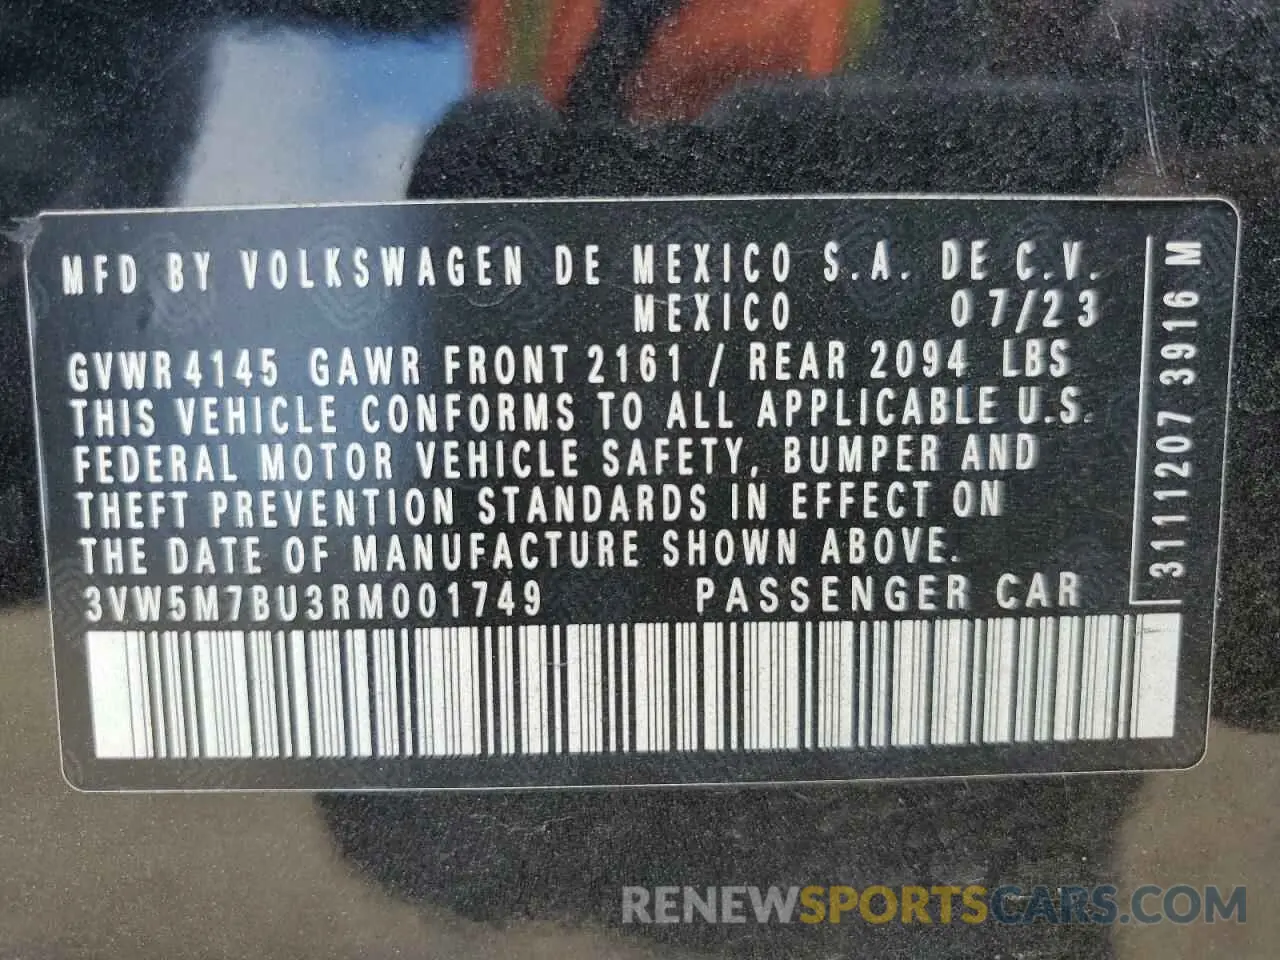 MFD BY VOLKSWAGEN DE MEXICO S.A. DE C.V.
MEXICO 07/23
GVWR 4145 GAWR FRONT 2161 / REAR 2094 LBS
THIS VEHICLE CONFORMS TO ALL APPLICABLE U.S.
FEDERAL MOTOR VEHICLE SAFETY, BUMPER AND
THEFT PREVENTION STANDARDS IN EFFECT ON
THE DATE OF MANUFACTURE SHOWN ABOVE.
3VW5M7BU3RM001749 PASSENGER CAR
3111207 3916 M
RENEWSPORTSCARS.COM